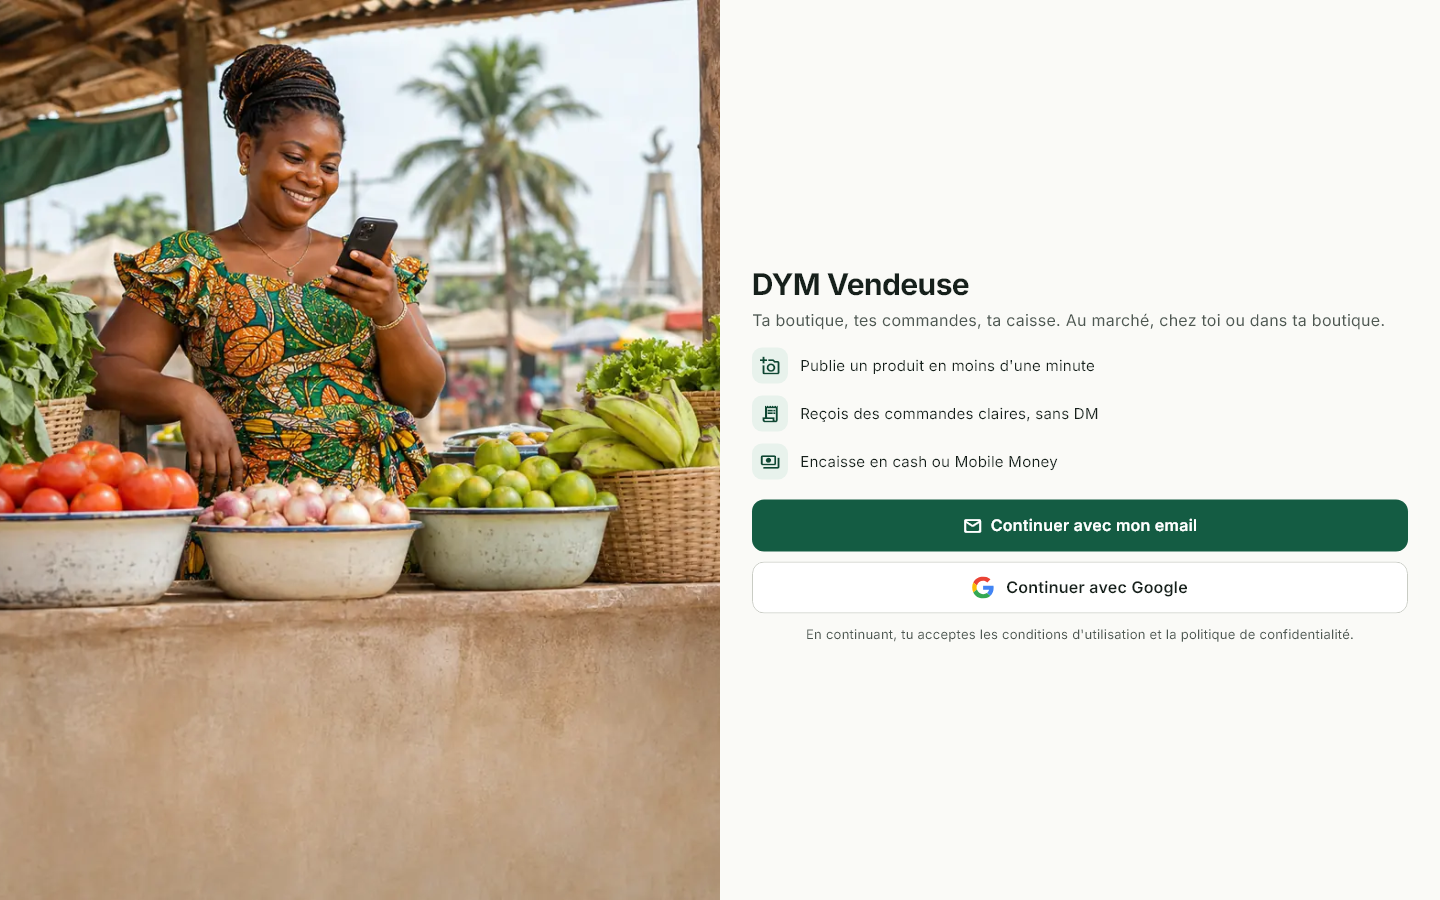 DYM Vendeuse
Ta boutique, tes commandes, ta caisse. Au marché, chez toi ou dans ta boutique.
Publie un produit en moins d'une minute
Reçois des commandes claires, sans DM
Encaisse en cash ou Mobile Money
Continuer avec mon email
Continuer avec Google
En continuant, tu acceptes les conditions d'utilisation et la politique de confidentialité.